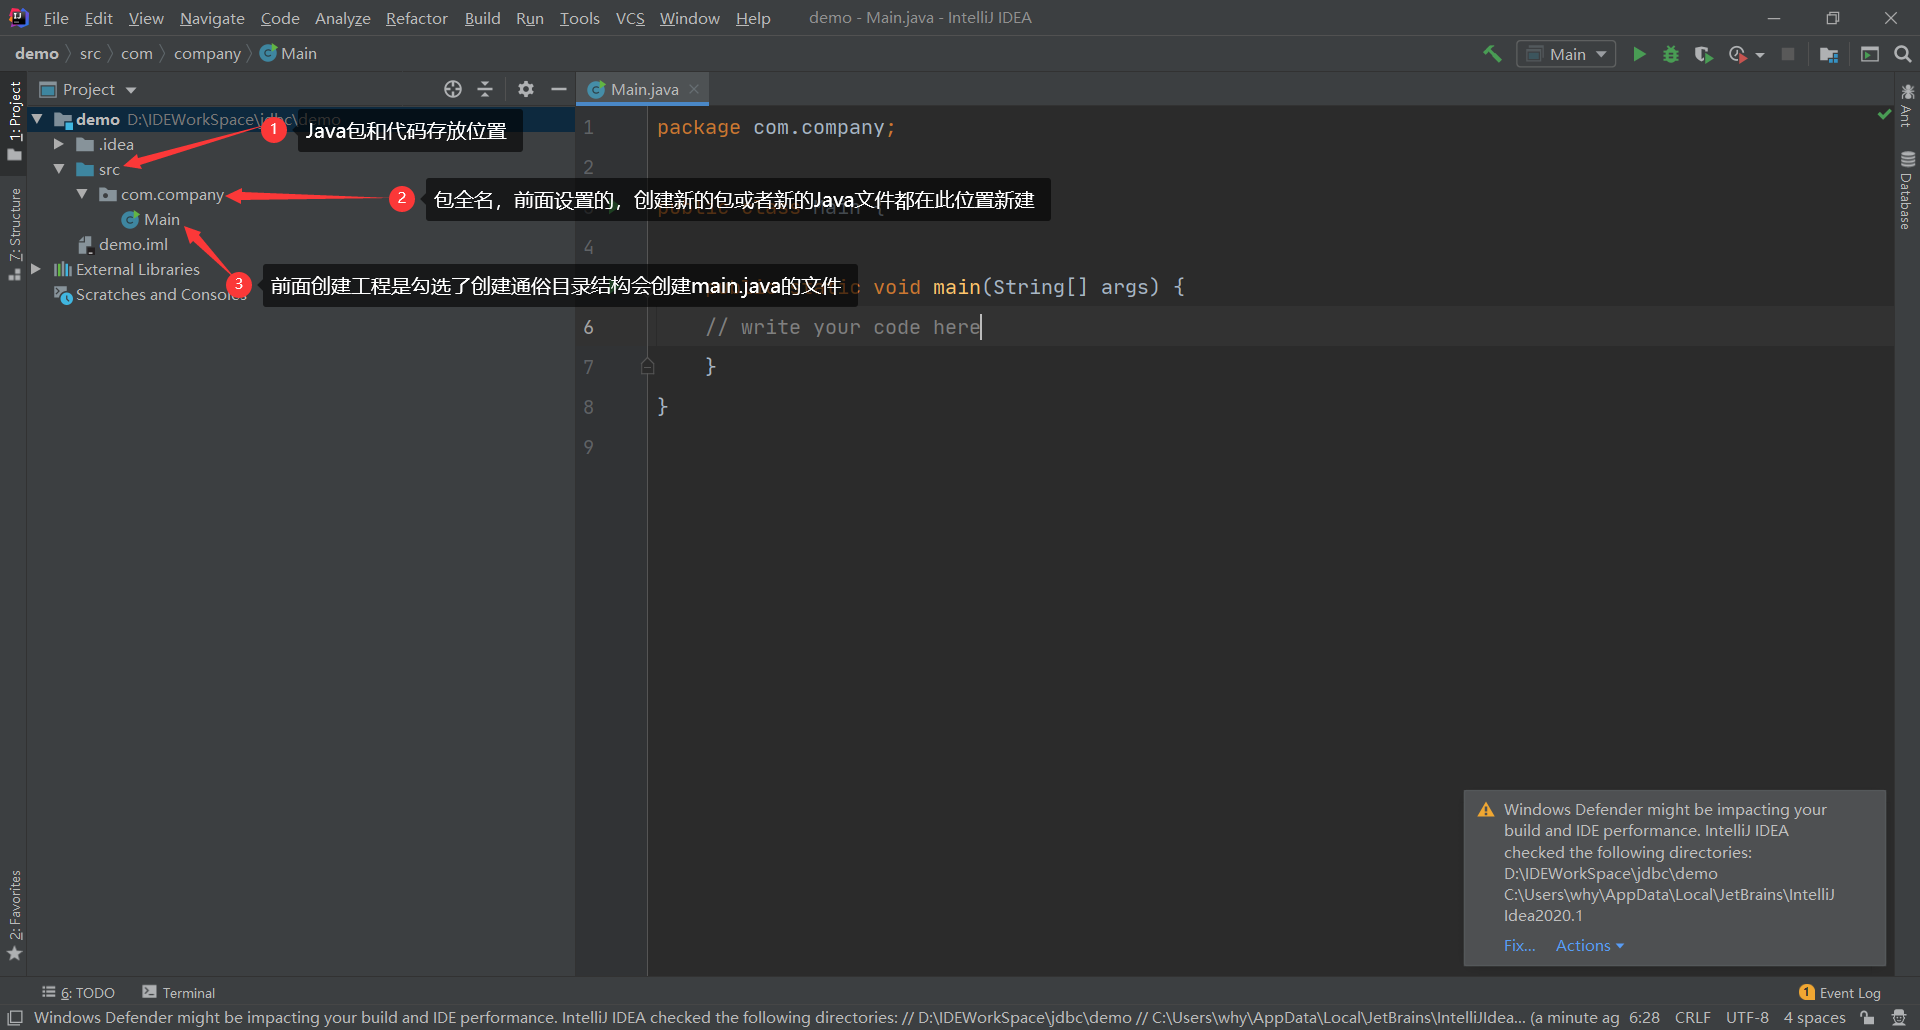 File Edit View Navigate Code Analyze Refactor Build Run Tools VCS Window Help demo - Main.java - IntelliJ IDEA
demo src com company Main
Main
1: Project
7: Structure
2: Favorites
Project
demo D:\IDEWorkSpace\jdbc\demo
.idea
src
com.company
Main
demo.iml
External Libraries
Scratches and Consoles
1 Java包和代码存放位置
2 包全名，前面设置的，创建新的包或者新的Java文件都在此位置新建
3 前面创建工程是勾选了创建通俗目录结构会创建main.java的文件
Main.java
1 package com.company;
2
public class Main {
4
void main(String[] args) {
6 // write your code here
7 }
8 }
9
Ant
Database
Windows Defender might be impacting your
build and IDE performance. IntelliJ IDEA
checked the following directories:
D:\IDEWorkSpace\jdbc\demo
C:\Users\why\AppData\Local\JetBrains\IntelliJ
Idea2020.1
Fix... Actions
6: TODO Terminal
1 Event Log
Windows Defender might be impacting your build and IDE performance. IntelliJ IDEA checked the following directories: // D:\IDEWorkSpace\jdbc\demo // C:\Users\why\AppData\Local\JetBrains\IntelliJIdea... (a minute ag 6:28 CRLF UTF-8 4 spaces